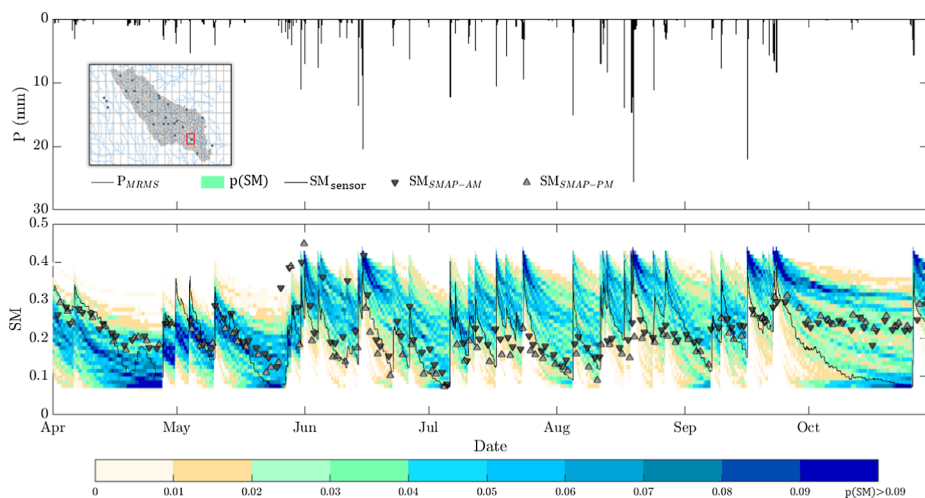 0
10
20
30
P (mm)
P_MRMS p(SM) SM_sensor SM_SMAP-AM SM_SMAP-PM
0.5
0.4
0.3
0.2
0.1
0
SM
Apr May Jun Jul Aug Sep Oct
Date
0 0.01 0.02 0.03 0.04 0.05 0.06 0.07 0.08 0.09 p(SM)>0.09